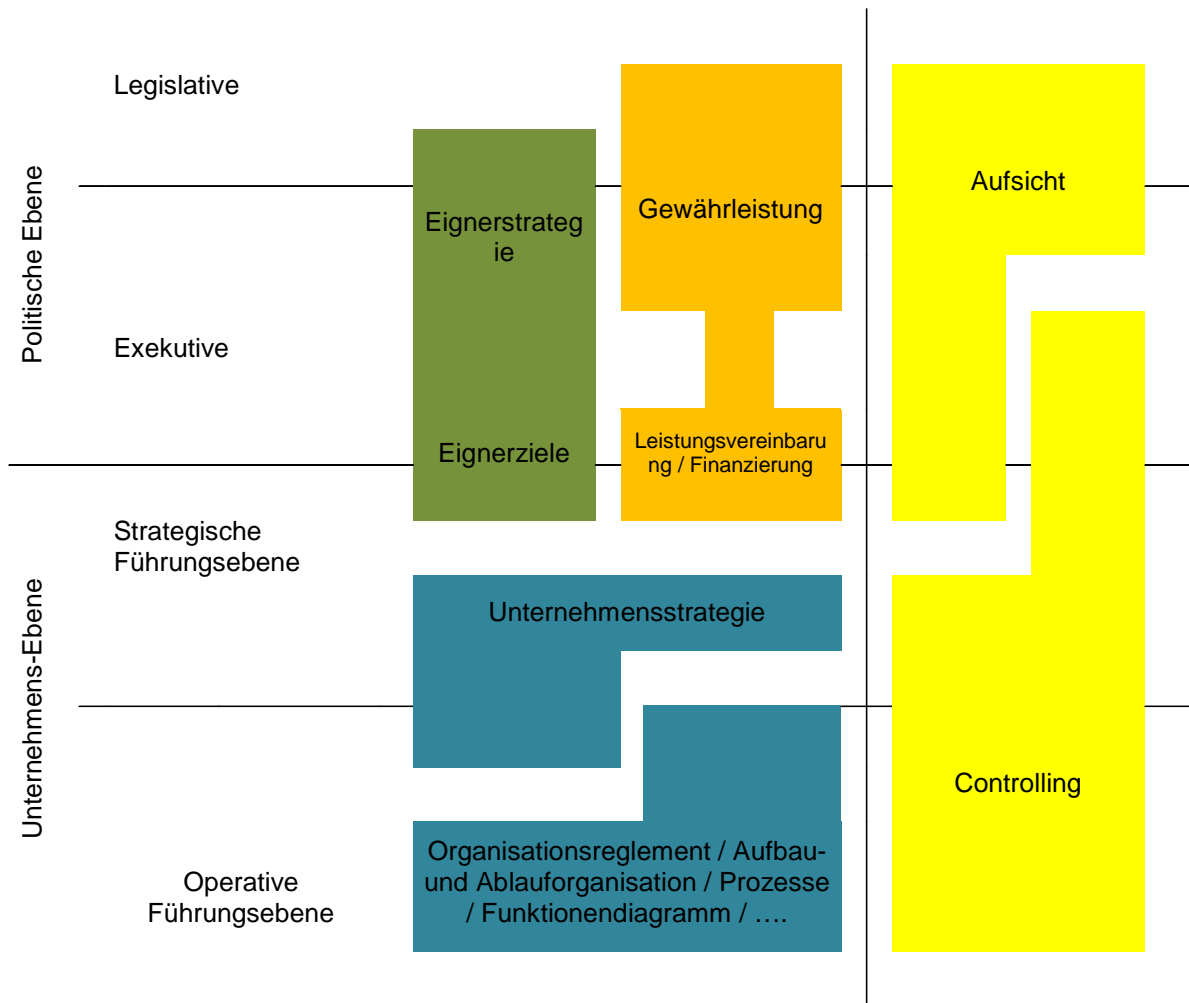 Legislative
Aufsicht
Politische Ebene
Eignerstrateg
ie
Gewährleistung
Exekutive
Eignerziele
Leistungsvereinbaru
ng / Finanzierung
Strategische
Führungsebene
Unternehmens-Ebene
Unternehmensstrategie
Controlling
Operative
Führungsebene
Organisationsreglement / Aufbau-
und Ablauforganisation / Prozesse
/ Funktionendiagramm / ….